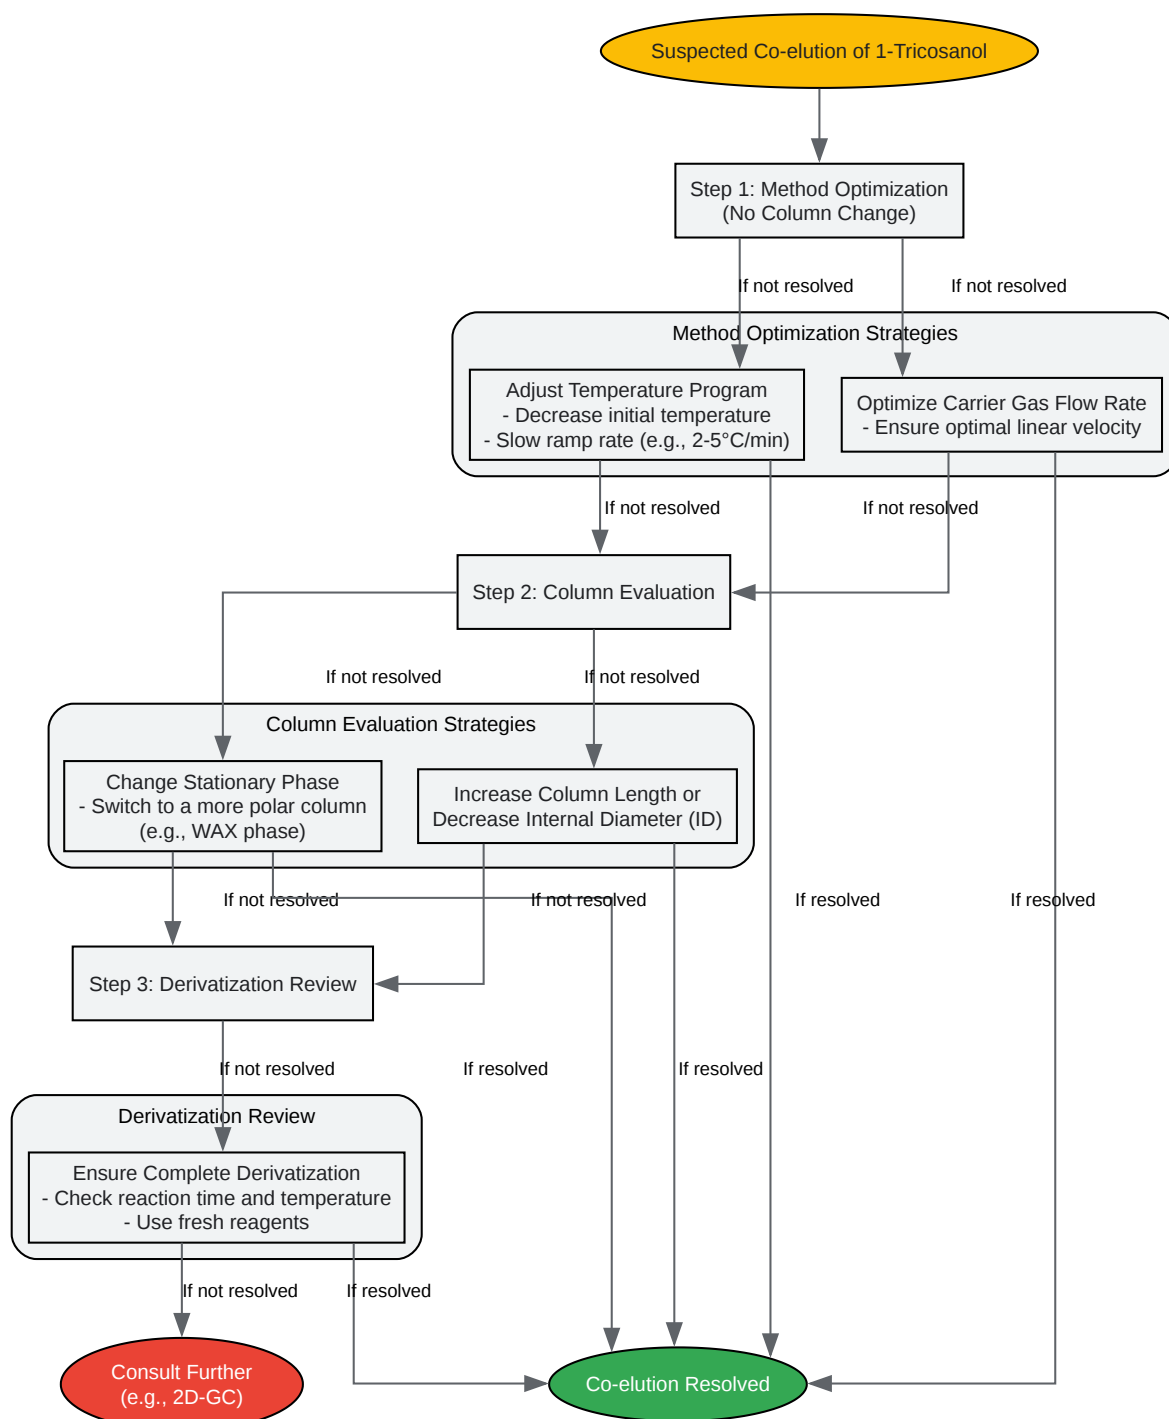 Suspected Co-elution of 1-Tricosanol
Step 1: Method Optimization
(No Column Change)
If not resolved
If not resolved
Method Optimization Strategies
Adjust Temperature Program
- Decrease initial temperature
- Slow ramp rate (e.g., 2-5°C/min)
Optimize Carrier Gas Flow Rate
- Ensure optimal linear velocity
If not resolved
If not resolved
Step 2: Column Evaluation
If not resolved
If not resolved
Column Evaluation Strategies
Change Stationary Phase
- Switch to a more polar column
(e.g., WAX phase)
Increase Column Length or
Decrease Internal Diameter (ID)
If not resolved
If not resolved
If resolved
If resolved
Step 3: Derivatization Review
If not resolved
If resolved
If resolved
Derivatization Review
Ensure Complete Derivatization
- Check reaction time and temperature
- Use fresh reagents
If not resolved
If resolved
Consult Further
(e.g., 2D-GC)
Co-elution Resolved